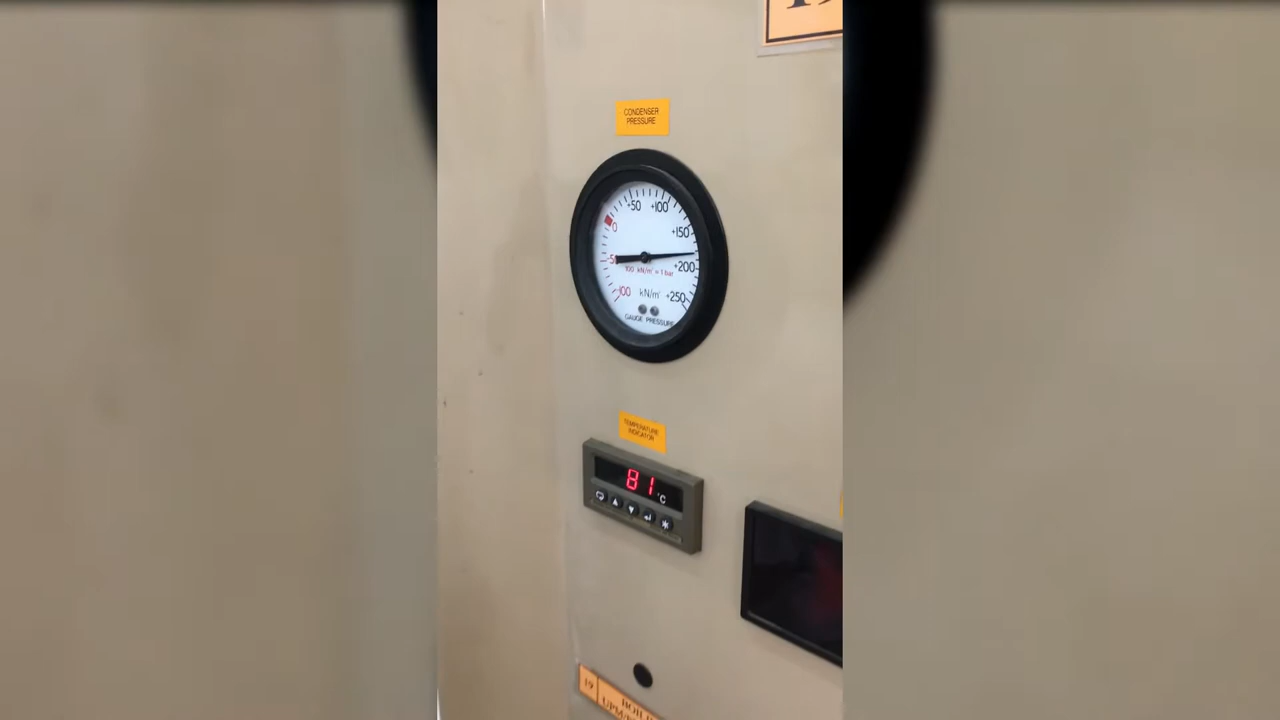 CONDENSER
PRESSURE
+50 +100
0 +150
-50 +200
100 kN/m² = 1 bar
-100 kN/m² +250
GAUGE PRESSURE
TEMPERATURE
INDICATOR
81 °C
19